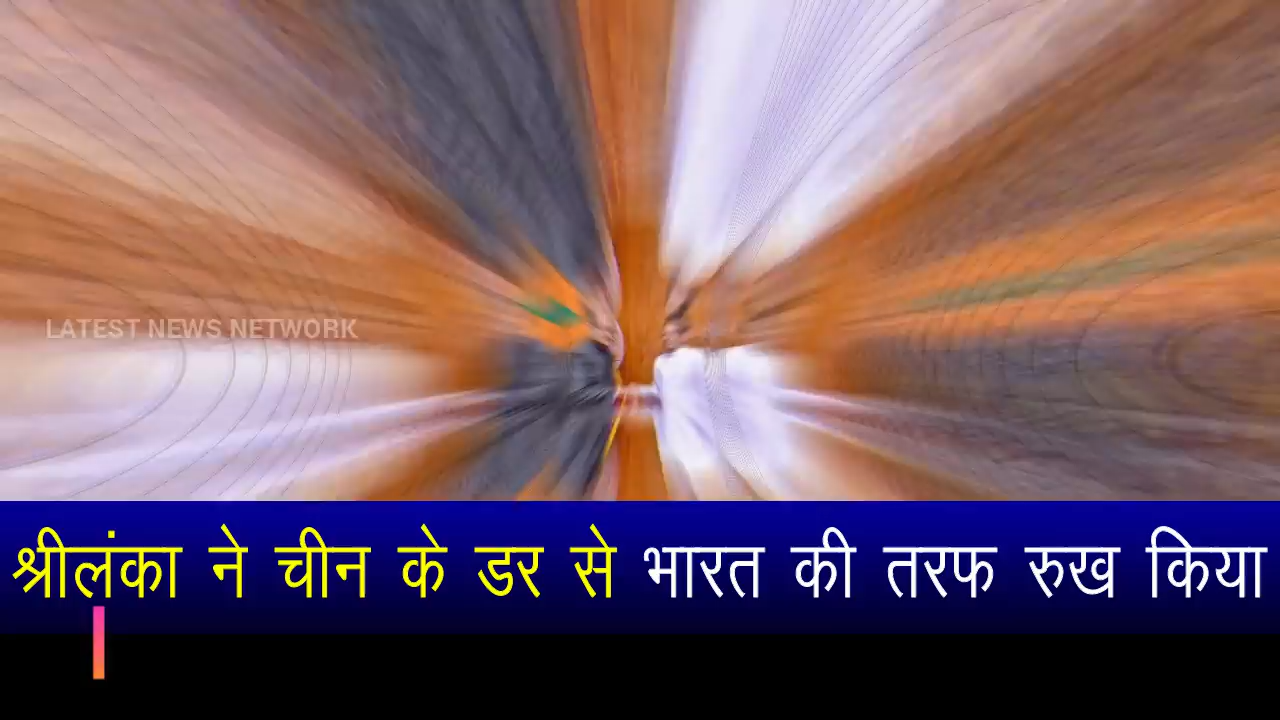 LATEST NEWS NETWORK
श्रीलंका ने चीन के डर से भारत की तरफ रुख किया